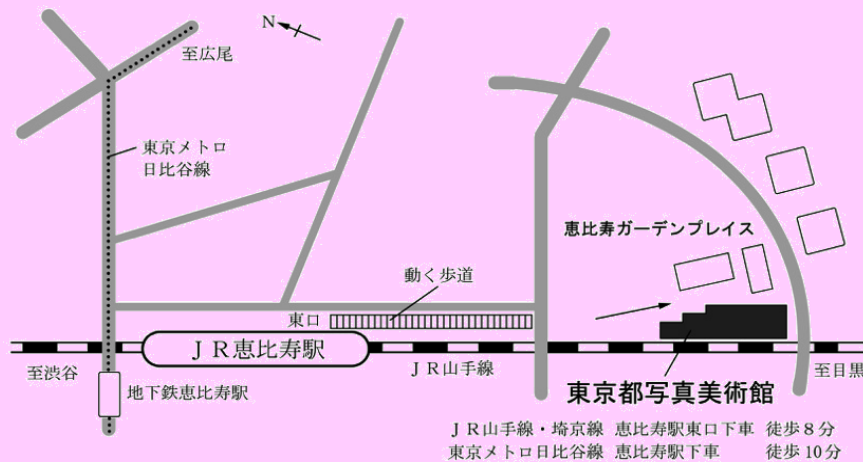 N
至広尾
東京メトロ
日比谷線
恵比寿ガーデンプレイス
動く歩道
東口
ＪＲ恵比寿駅
ＪＲ山手線
至渋谷
至目黒
地下鉄恵比寿駅
東京都写真美術館
ＪＲ山手線・埼京線 恵比寿駅東口下車 徒歩８分
東京メトロ日比谷線 恵比寿駅下車 徒歩10分